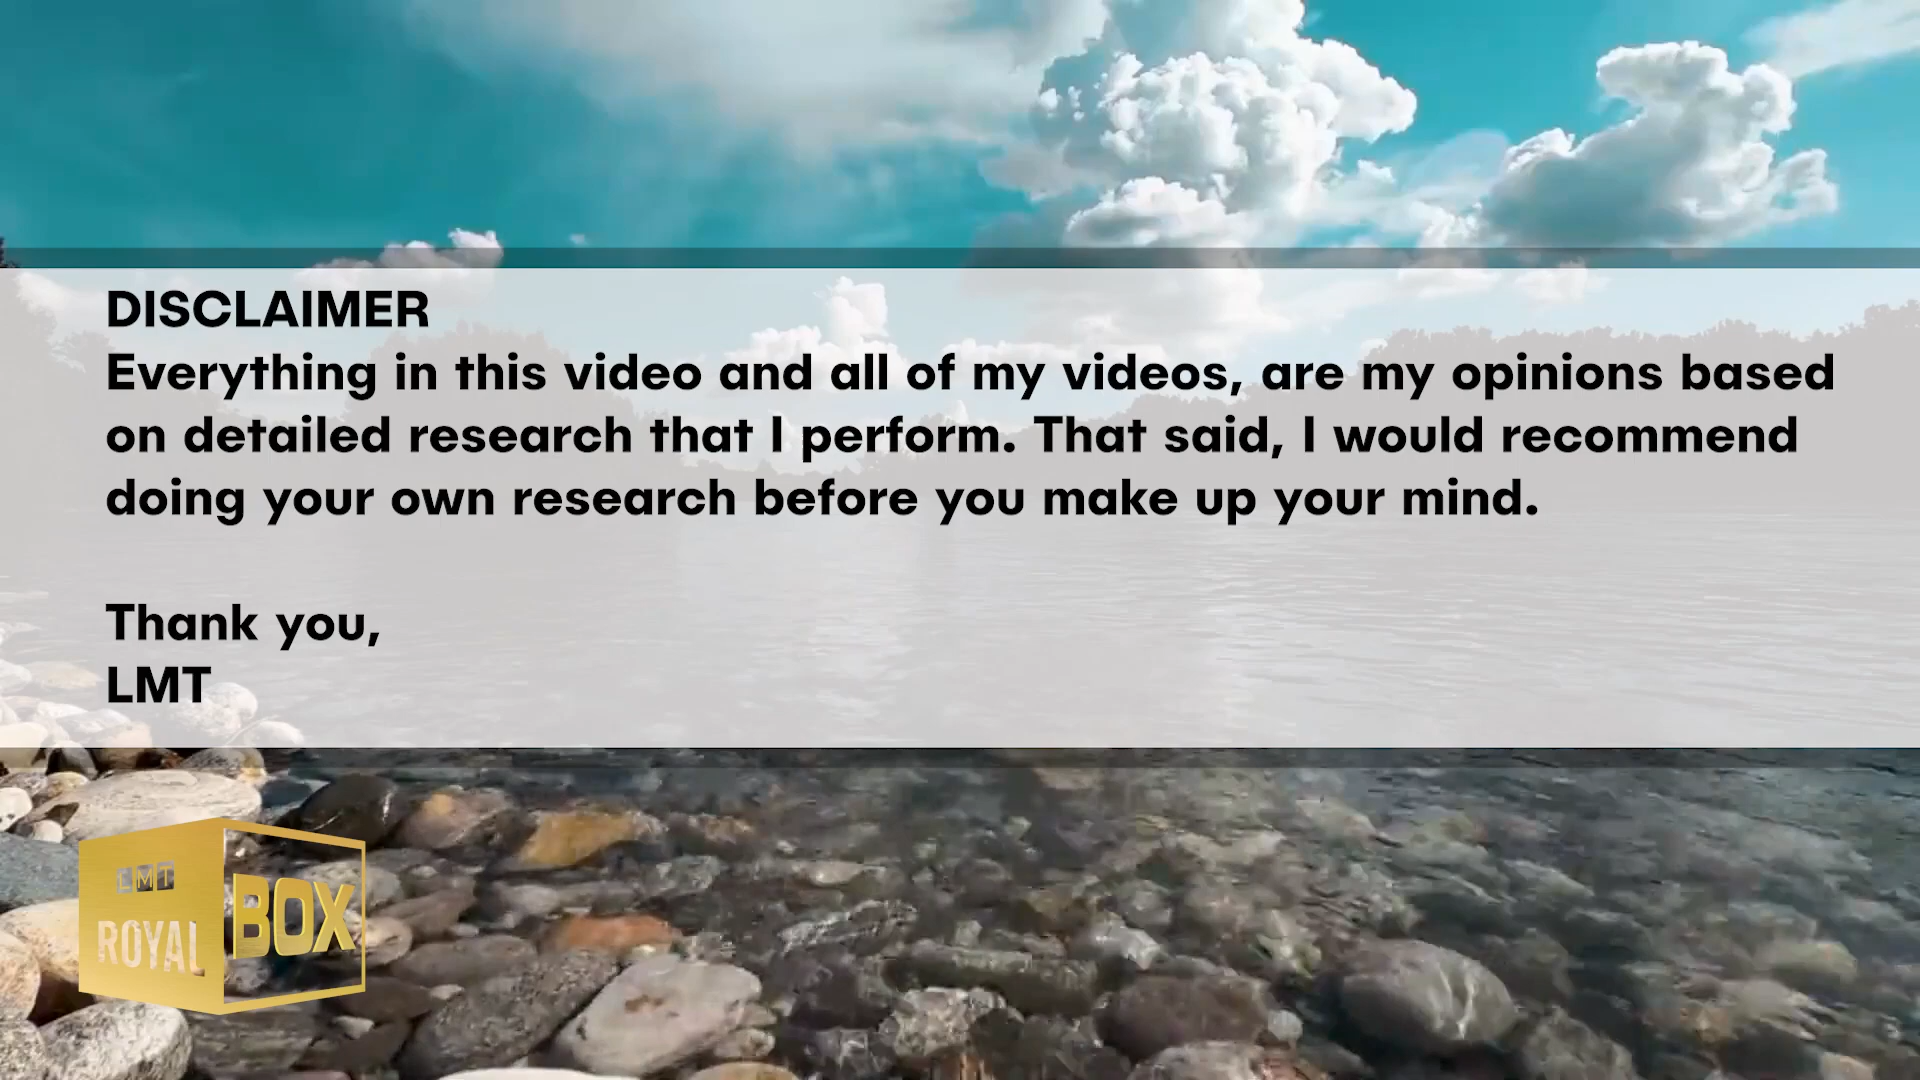 DISCLAIMER
Everything in this video and all of my videos, are my opinions based
on detailed research that I perform. That said, I would recommend
doing your own research before you make up your mind.
Thank you,
LMT
LMT
ROYAL
BOX